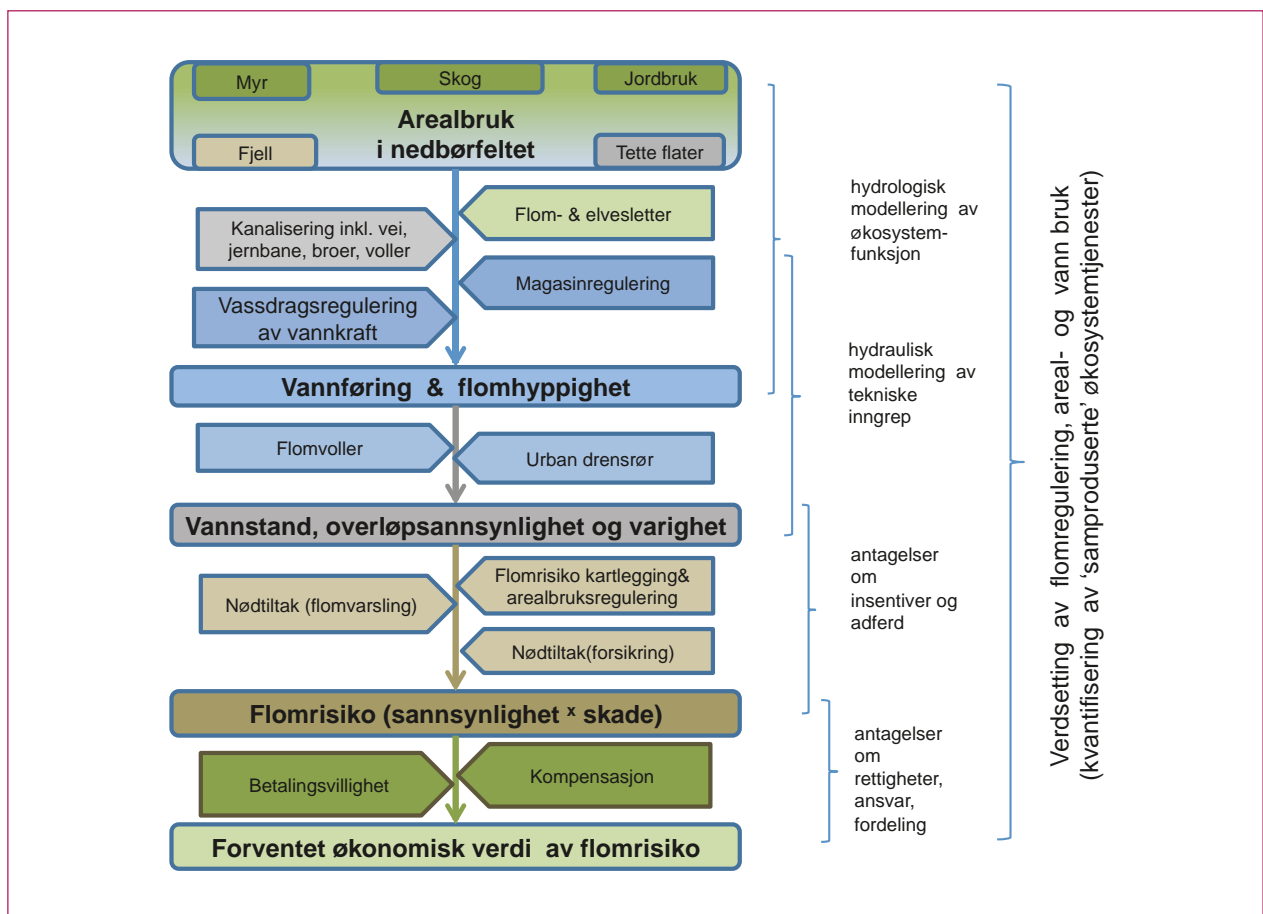 Myr
Skog
Jordbruk
Arealbruk
i nedbørfeltet
Fjell
Tette flater
Flom- & elvesletter
Kanalisering inkl. vei,
jernbane, broer, voller
Magasinregulering
Vassdragsregulering
av vannkraft
Vannføring & flomhyppighet
Flomvoller
Urban drensrør
Vannstand, overløpsannsynlighet og varighet
Flomrisiko kartlegging&
arealbruksregulering
Nødtiltak (flomvarsling)
Nødtiltak(forsikring)
Flomrisiko (sannsynlighet x skade)
Betalingsvillighet
Kompensasjon
Forventet økonomisk verdi av flomrisiko
hydrologisk
modellering av
økosystem-
funksjon
hydraulisk
modellering av
tekniske
inngrep
antagelser
om
insentiver og
adferd
antagelser
om
rettigheter,
ansvar,
fordeling
Verdsetting av flomregulering, areal- og vann bruk
(kvantifisering av ‘samproduserte’ økosystemtjenester)